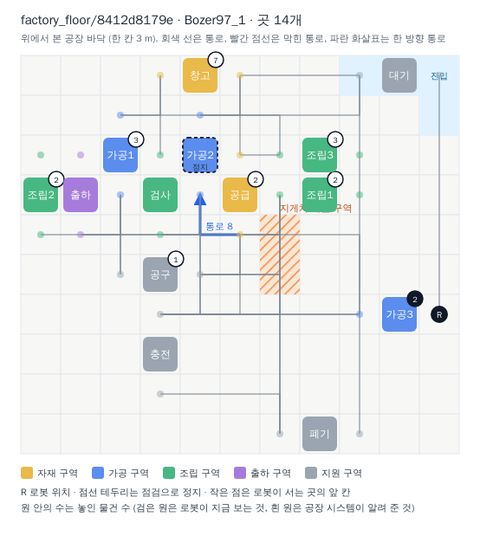 factory_floor/8412d8179e · Bozer97_1 · 곳 14개
위에서 본 공장 바닥 (한 칸 3 m). 회색 선은 통로, 빨간 점선은 막힌 통로, 파란 화살표는 한 방향 통로
창고 7
대기
진입
가공1 3
가공2
정지
조립3 3
조립2 2
출하
검사
공급 2
조립1 2
구역
통로 8
공구 1
가공3 2
R
충전
폐기
자재 구역 가공 구역 조립 구역 출하 구역 지원 구역
R 로봇 위치 · 점선 테두리는 점검으로 정지 · 작은 점은 로봇이 서는 곳의 앞 칸
원 안의 수는 놓인 물건 수 (검은 원은 로봇이 지금 보는 것, 흰 원은 공장 시스템이 알려 준 것)